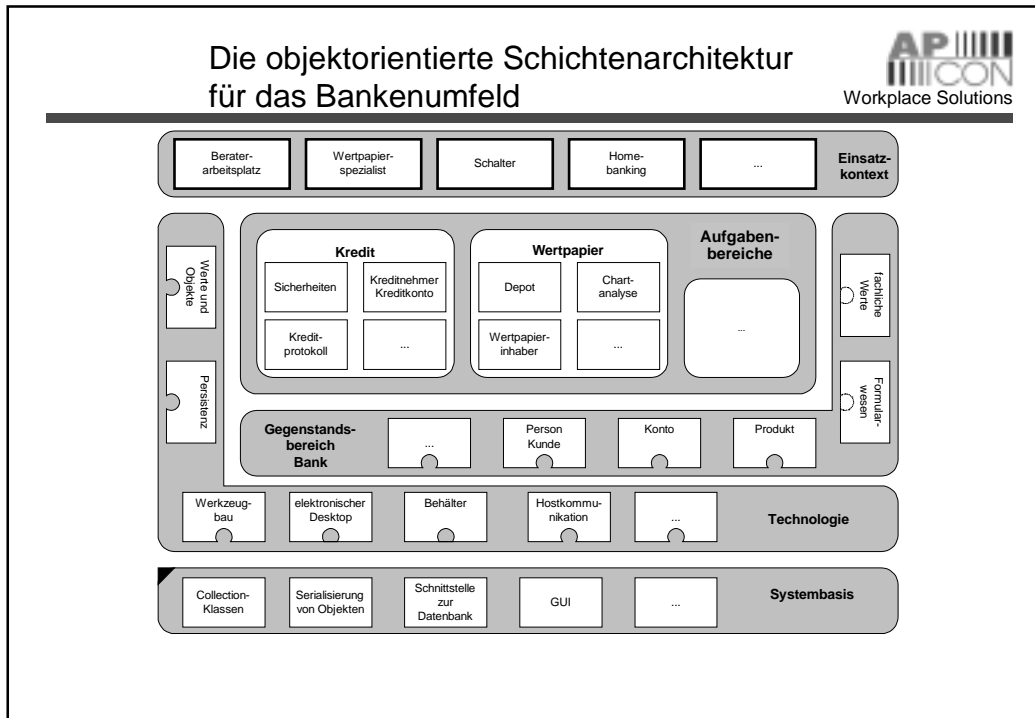 Die objektorientierte Schichtenarchitektur
für das Bankenumfeld
AP
CON
Workplace Solutions
Berater-
arbeitsplatz
Wertpapier-
spezialist
Schalter
Home-
banking
...
Einsatz-
kontext
Werte und
Objekte
Persistenz
Kredit
Sicherheiten
Kreditnehmer
Kreditkonto
Kredit-
protokoll
...
Wertpapier
Depot
Chart-
analyse
Wertpapier-
inhaber
...
Aufgaben-
bereiche
...
fachliche
Werte
Formular-
wesen
Gegenstands-
bereich
Bank
...
Person
Kunde
Konto
Produkt
Werkzeug-
bau
elektronischer
Desktop
Behälter
Hostkommu-
nikation
...
Technologie
Collection-
Klassen
Serialisierung
von Objekten
Schnittstelle
zur
Datenbank
GUI
...
Systembasis